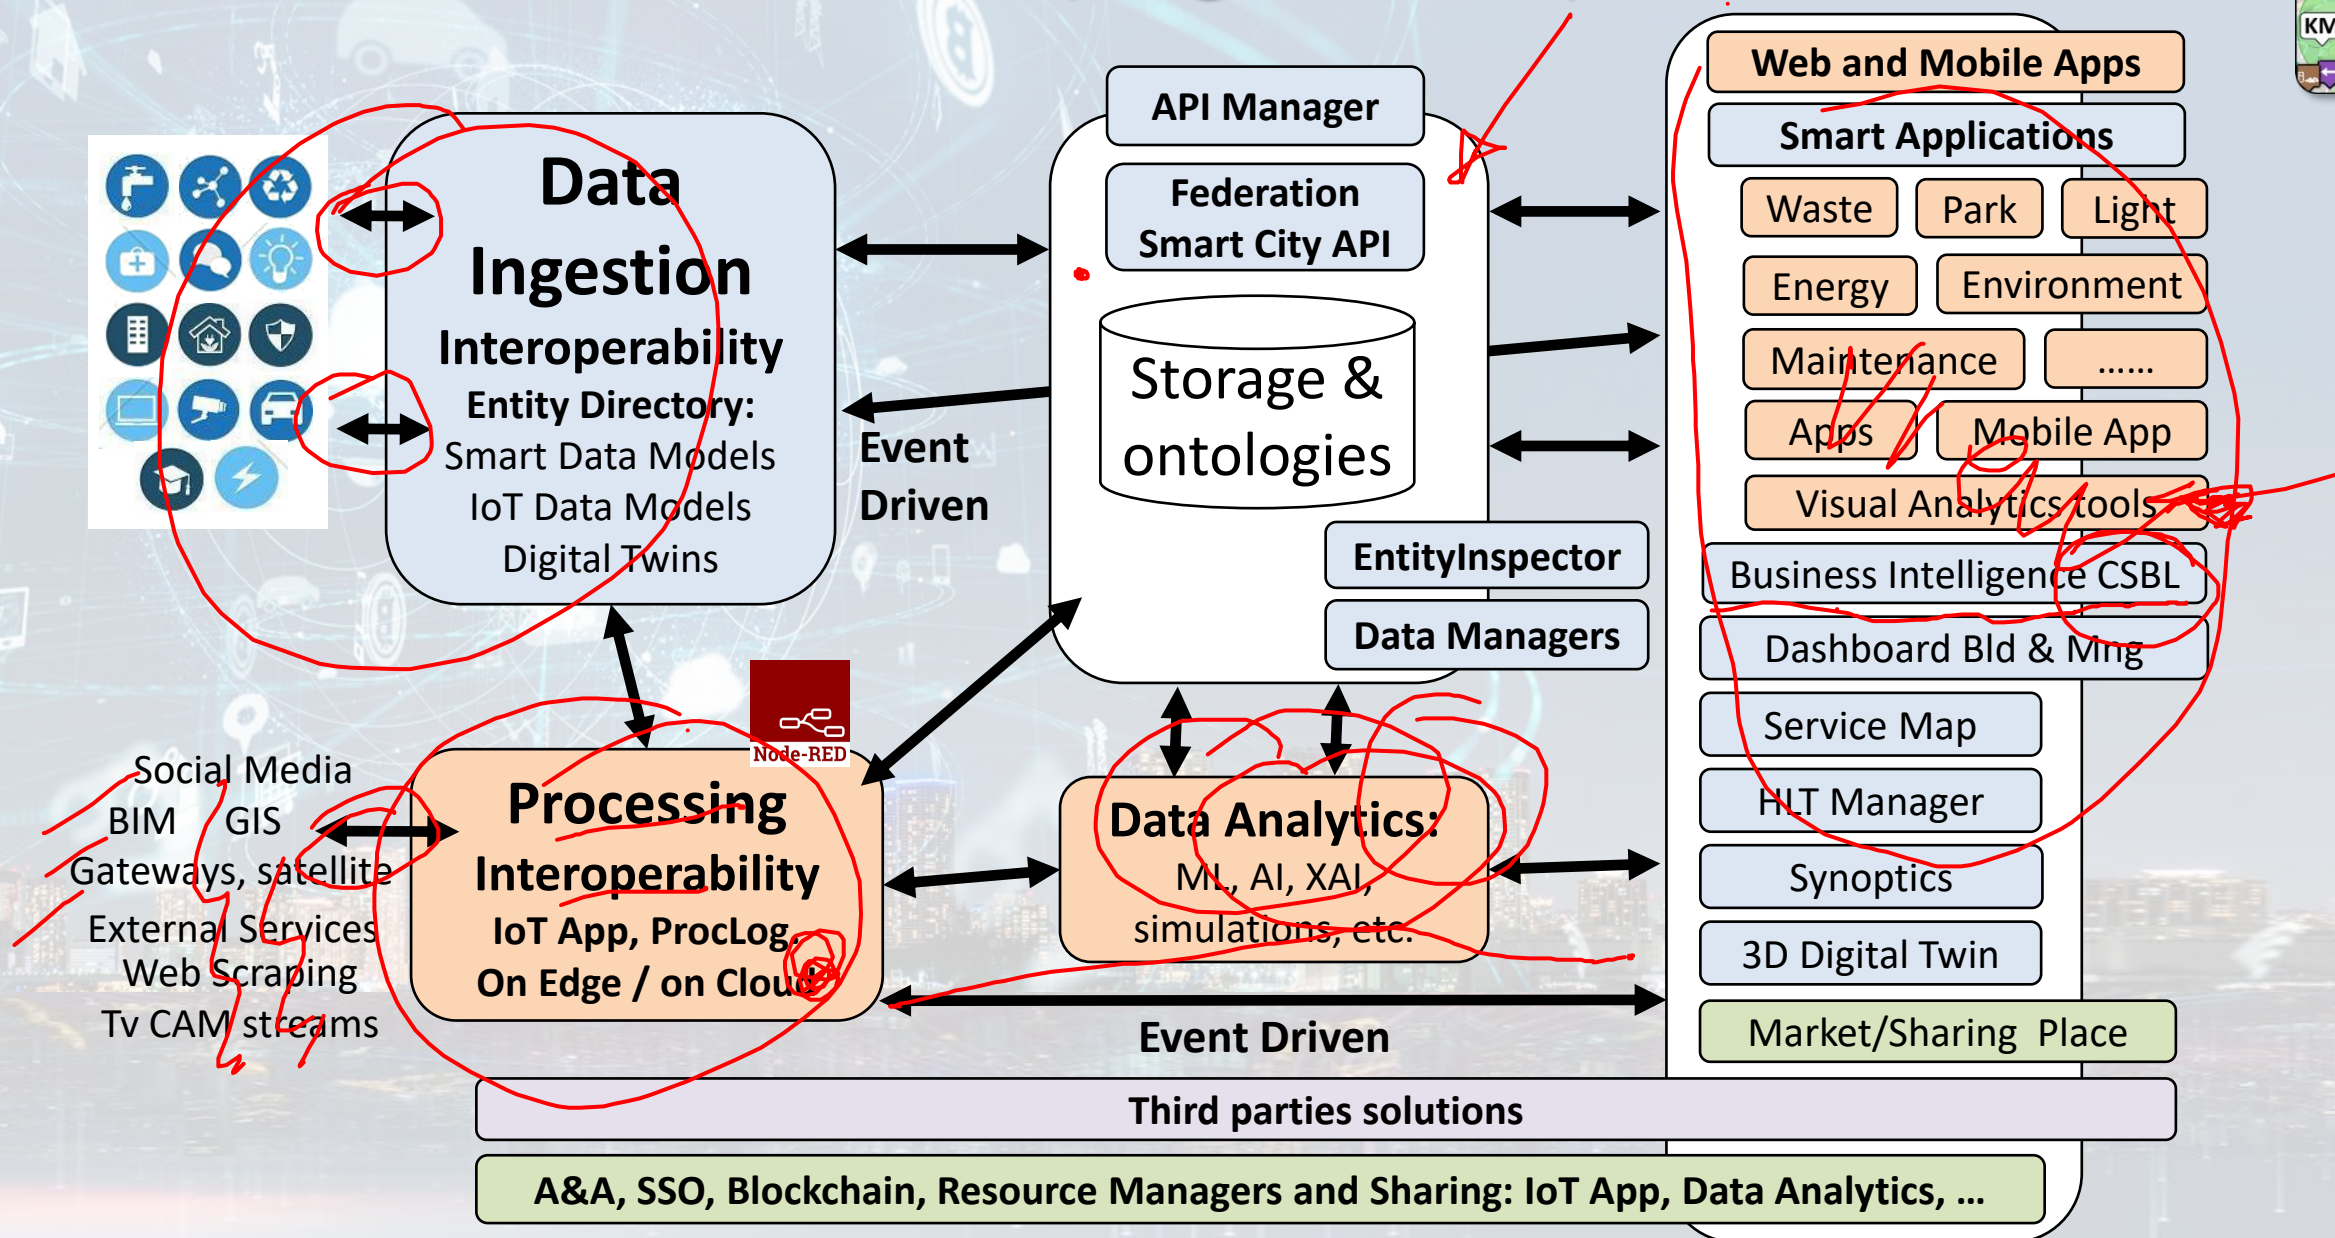 KM
Data
Ingestion
Interoperability
Entity Directory:
Smart Data Models
IoT Data Models
Digital Twins
Event
Driven
API Manager
Federation
Smart City API
Storage &
ontologies
EntityInspector
Data Managers
Node-RED
Social Media
BIM GIS
Gateways, satellite
External Services
Web Scraping
Tv CAM streams
Processing
Interoperability
IoT App, ProcLog,
On Edge / on Cloud
Data Analytics:
ML, AI, XAI,
simulations, etc.
Event Driven
Web and Mobile Apps
Smart Applications
Waste Park Light
Energy Environment
Maintenance ......
Apps Mobile App
Visual Analytics tools
Business Intelligence CSBL
Dashboard Bld & Mng
Service Map
HLT Manager
Synoptics
3D Digital Twin
Market/Sharing Place
Third parties solutions
A&A, SSO, Blockchain, Resource Managers and Sharing: IoT App, Data Analytics, ...